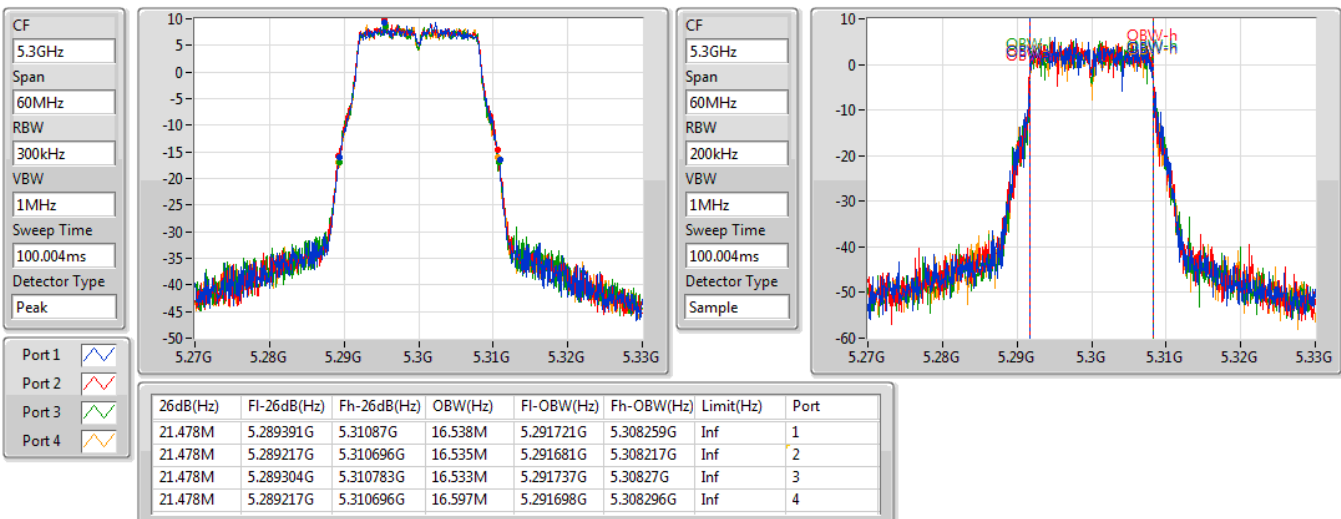 CF
5.3GHz
Span
60MHz
RBW
300kHz
VBW
1MHz
Sweep Time
100.004ms
Detector Type
Peak
10
5
0
-5
-10
-15
-20
-25
-30
-35
-40
-45
-50
5.27G 5.28G 5.29G 5.3G 5.31G 5.32G 5.33G
CF
5.3GHz
Span
60MHz
RBW
200kHz
VBW
1MHz
Sweep Time
100.004ms
Detector Type
Sample
10
0
-10
-20
-30
-40
-50
-60
OBW-h
OBW-h
5.27G 5.28G 5.29G 5.3G 5.31G 5.32G 5.33G
Port 1
Port 2
Port 3
Port 4
26dB(Hz) Fl-26dB(Hz) Fh-26dB(Hz) OBW(Hz) Fl-OBW(Hz) Fh-OBW(Hz) Limit(Hz) Port
21.478M 5.289391G 5.31087G 16.538M 5.291721G 5.308259G Inf 1
21.478M 5.289217G 5.310696G 16.535M 5.291681G 5.308217G Inf 2
21.478M 5.289304G 5.310783G 16.533M 5.291737G 5.30827G Inf 3
21.478M 5.289217G 5.310696G 16.597M 5.291698G 5.308296G Inf 4